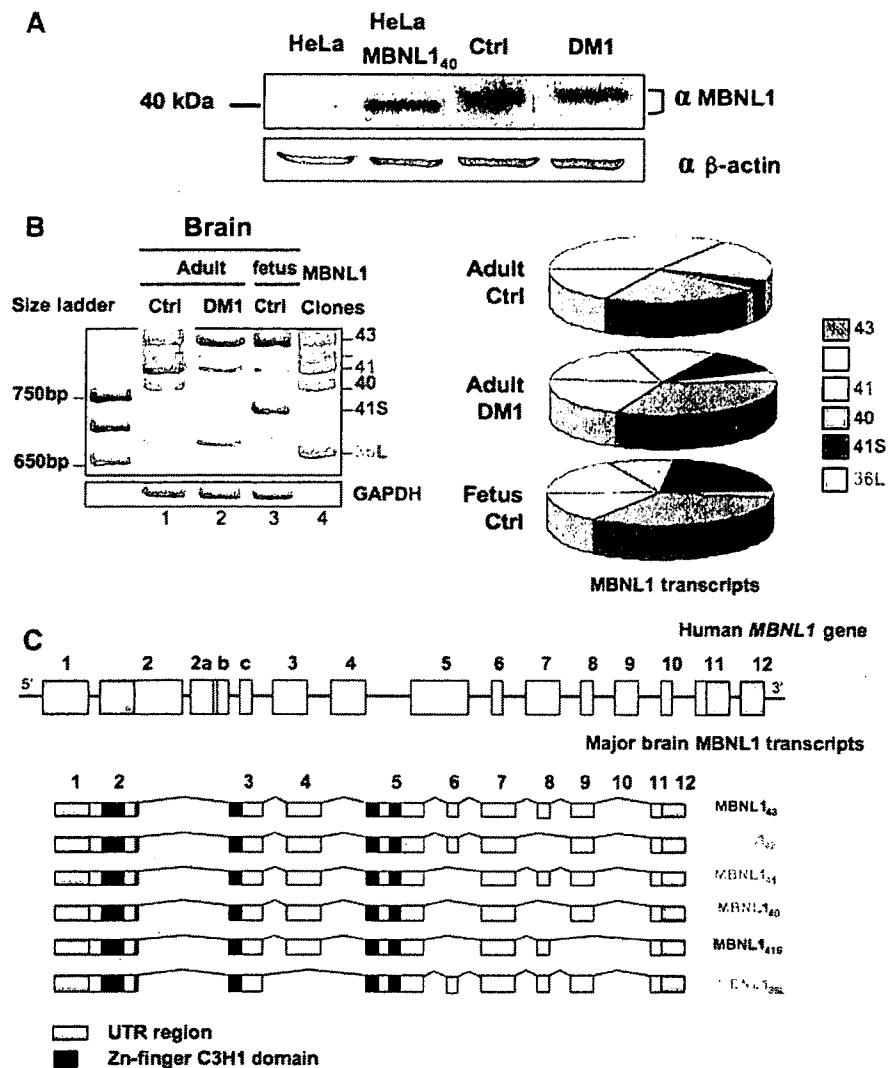 A
HeLa
HeLa
MBNL1₄₀
Ctrl
DM1
40 kDa
α MBNL1
α β-actin
B
Brain
Adult
fetus
MBNL1
Size ladder
Ctrl
DM1
Ctrl
Clones
43
41
40
41S
36L
750bp
650bp
GAPDH
1
2
3
4
Adult
Ctrl
Adult
DM1
Fetus
Ctrl
MBNL1 transcripts
43
41
40
41S
36L
C
Human MBNL1 gene
5'
1
2
2a
b
c
3
4
5
6
7
8
9
10
11
12
3'
Major brain MBNL1 transcripts
1
2
3
4
5
6
7
8
9
10
11
12
MBNL1₄₃
MBNL1₄₁
MBNL1₄₀
MBNL1₄₁S
UTR region
Zn-finger C3H1 domain